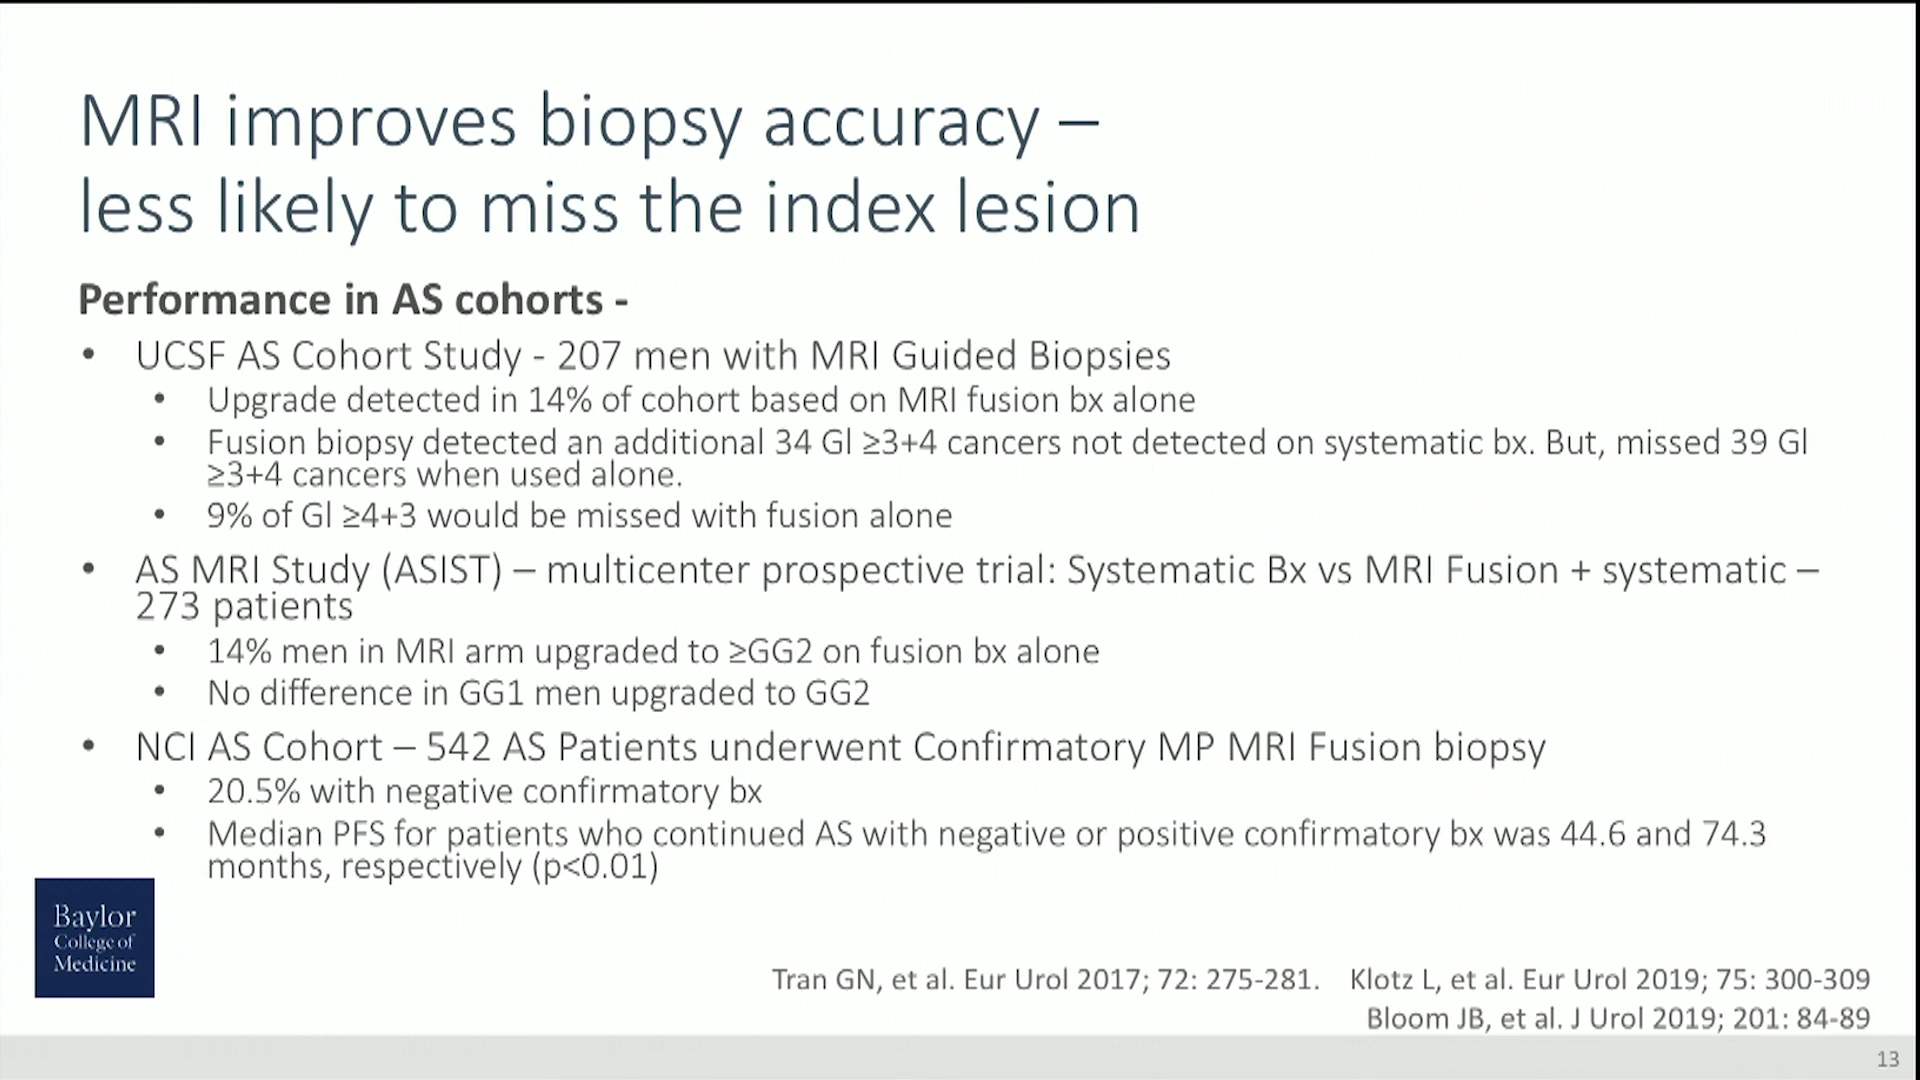 MRI improves biopsy accuracy –
less likely to miss the index lesion
Performance in AS cohorts -
• UCSF AS Cohort Study - 207 men with MRI Guided Biopsies
• Upgrade detected in 14% of cohort based on MRI fusion bx alone
• Fusion biopsy detected an additional 34 Gl ≥3+4 cancers not detected on systematic bx. But, missed 39 Gl
≥3+4 cancers when used alone.
• 9% of Gl ≥4+3 would be missed with fusion alone
• AS MRI Study (ASIST) – multicenter prospective trial: Systematic Bx vs MRI Fusion + systematic –
273 patients
• 14% men in MRI arm upgraded to ≥GG2 on fusion bx alone
• No difference in GG1 men upgraded to GG2
• NCI AS Cohort – 542 AS Patients underwent Confirmatory MP MRI Fusion biopsy
• 20.5% with negative confirmatory bx
• Median PFS for patients who continued AS with negative or positive confirmatory bx was 44.6 and 74.3
months, respectively (p<0.01)
Baylor
College of
Medicine
Tran GN, et al. Eur Urol 2017; 72: 275-281. Klotz L, et al. Eur Urol 2019; 75: 300-309
Bloom JB, et al. J Urol 2019; 201: 84-89
13